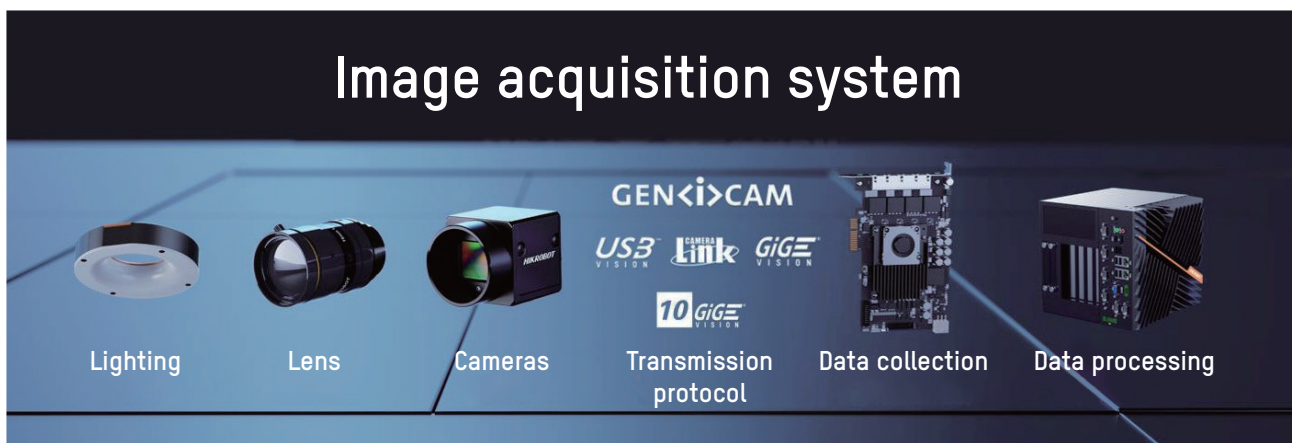 Image acquisition system
GEN<i>CAM
USB VISION
CAMERA Link
GiGE VISION
HIKROBOT
10 GiGE VISION
Lighting
Lens
Cameras
Transmission protocol
Data collection
Data processing